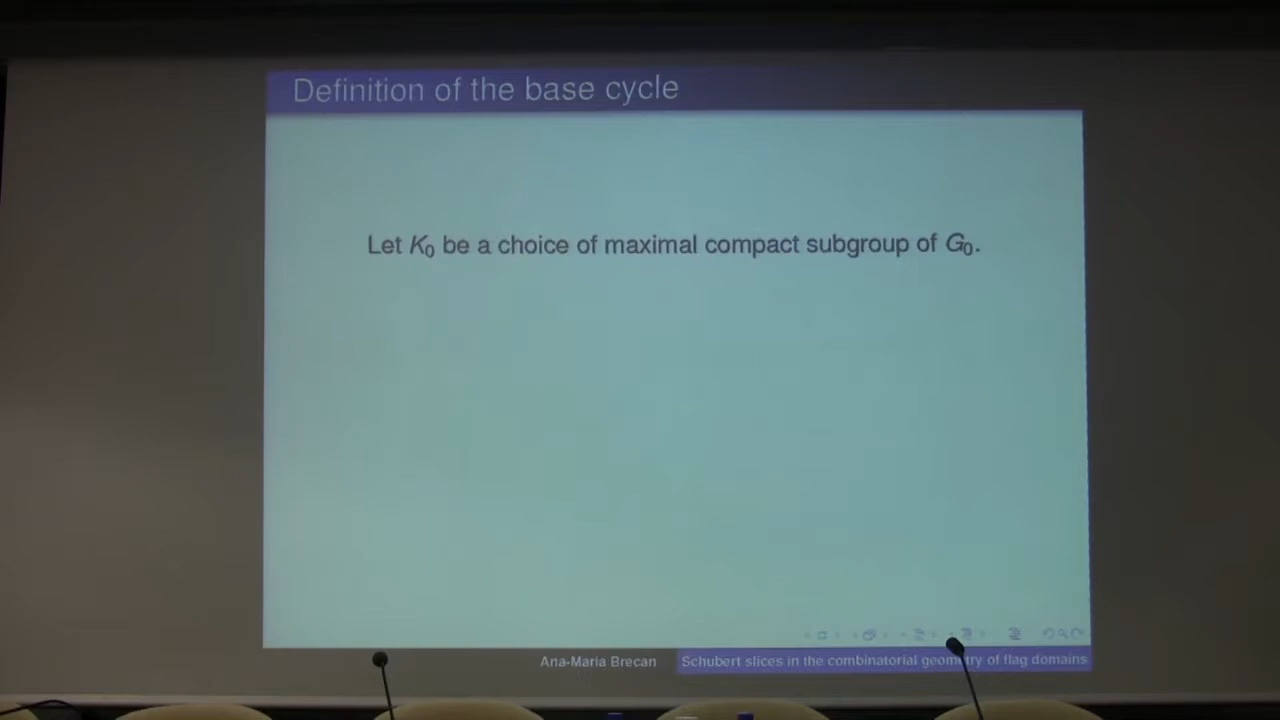 Definition of the base cycle
Let K₀ be a choice of maximal compact subgroup of G₀.
Ana-Maria Brecan
Schubert slices in the combinatorial geometry of flag domains